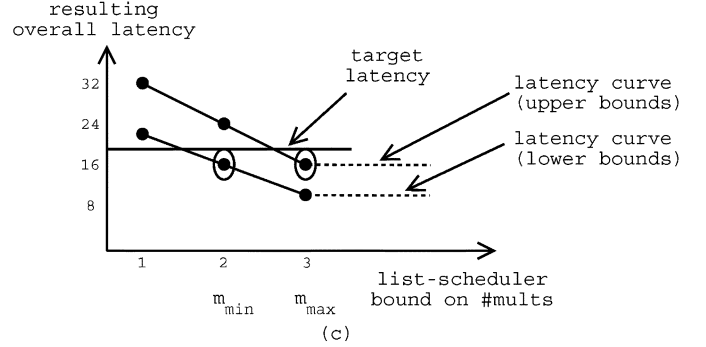 resulting
overall latency
target
latency
latency curve
(upper bounds)
latency curve
(lower bounds)
32
24
16
8
1 2 3
list-scheduler
bound on #mults
m min m max
(c)